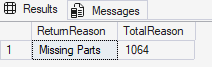 Results Messages
ReturnReason TotalReason
1 Missing Parts 1064